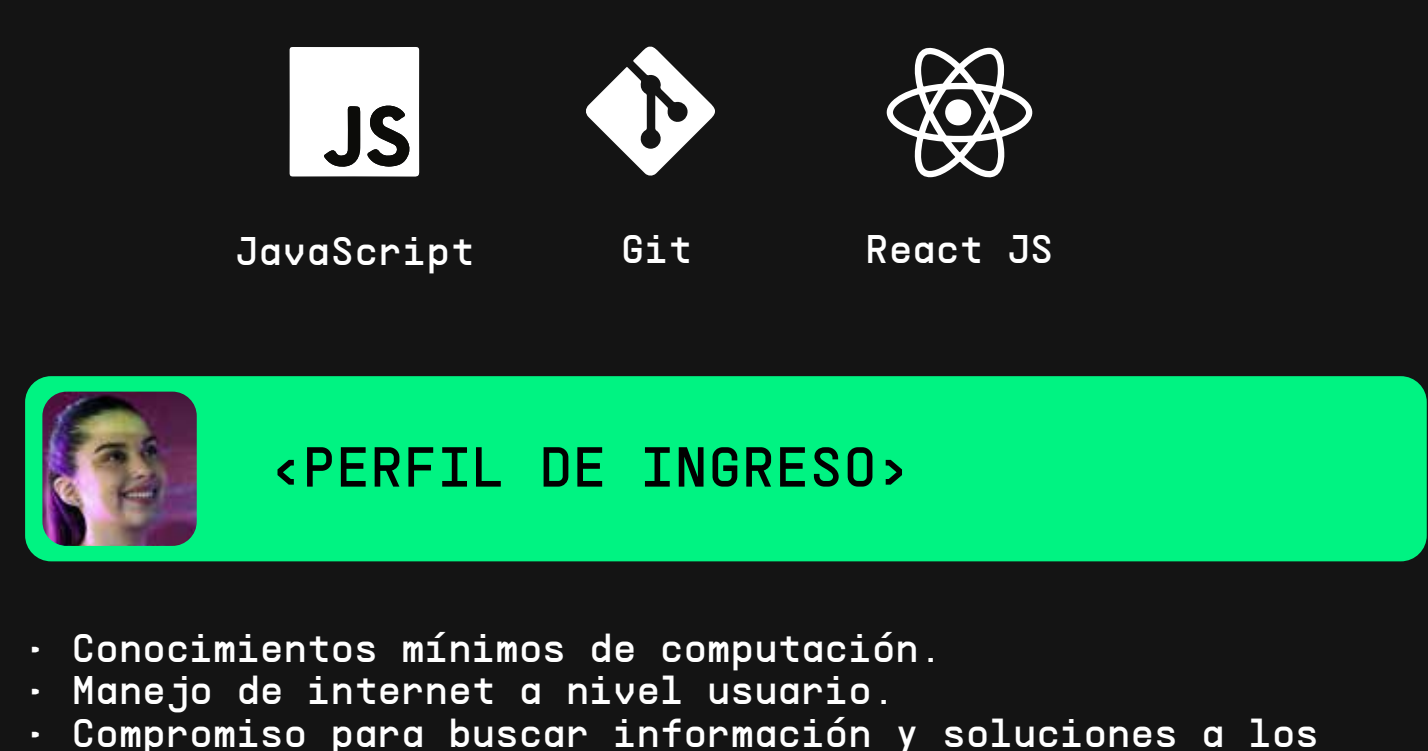 JS
JavaScript Git React JS
<PERFIL DE INGRESO>
· Conocimientos mínimos de computación.
· Manejo de internet a nivel usuario.
· Compromiso para buscar información y soluciones a los